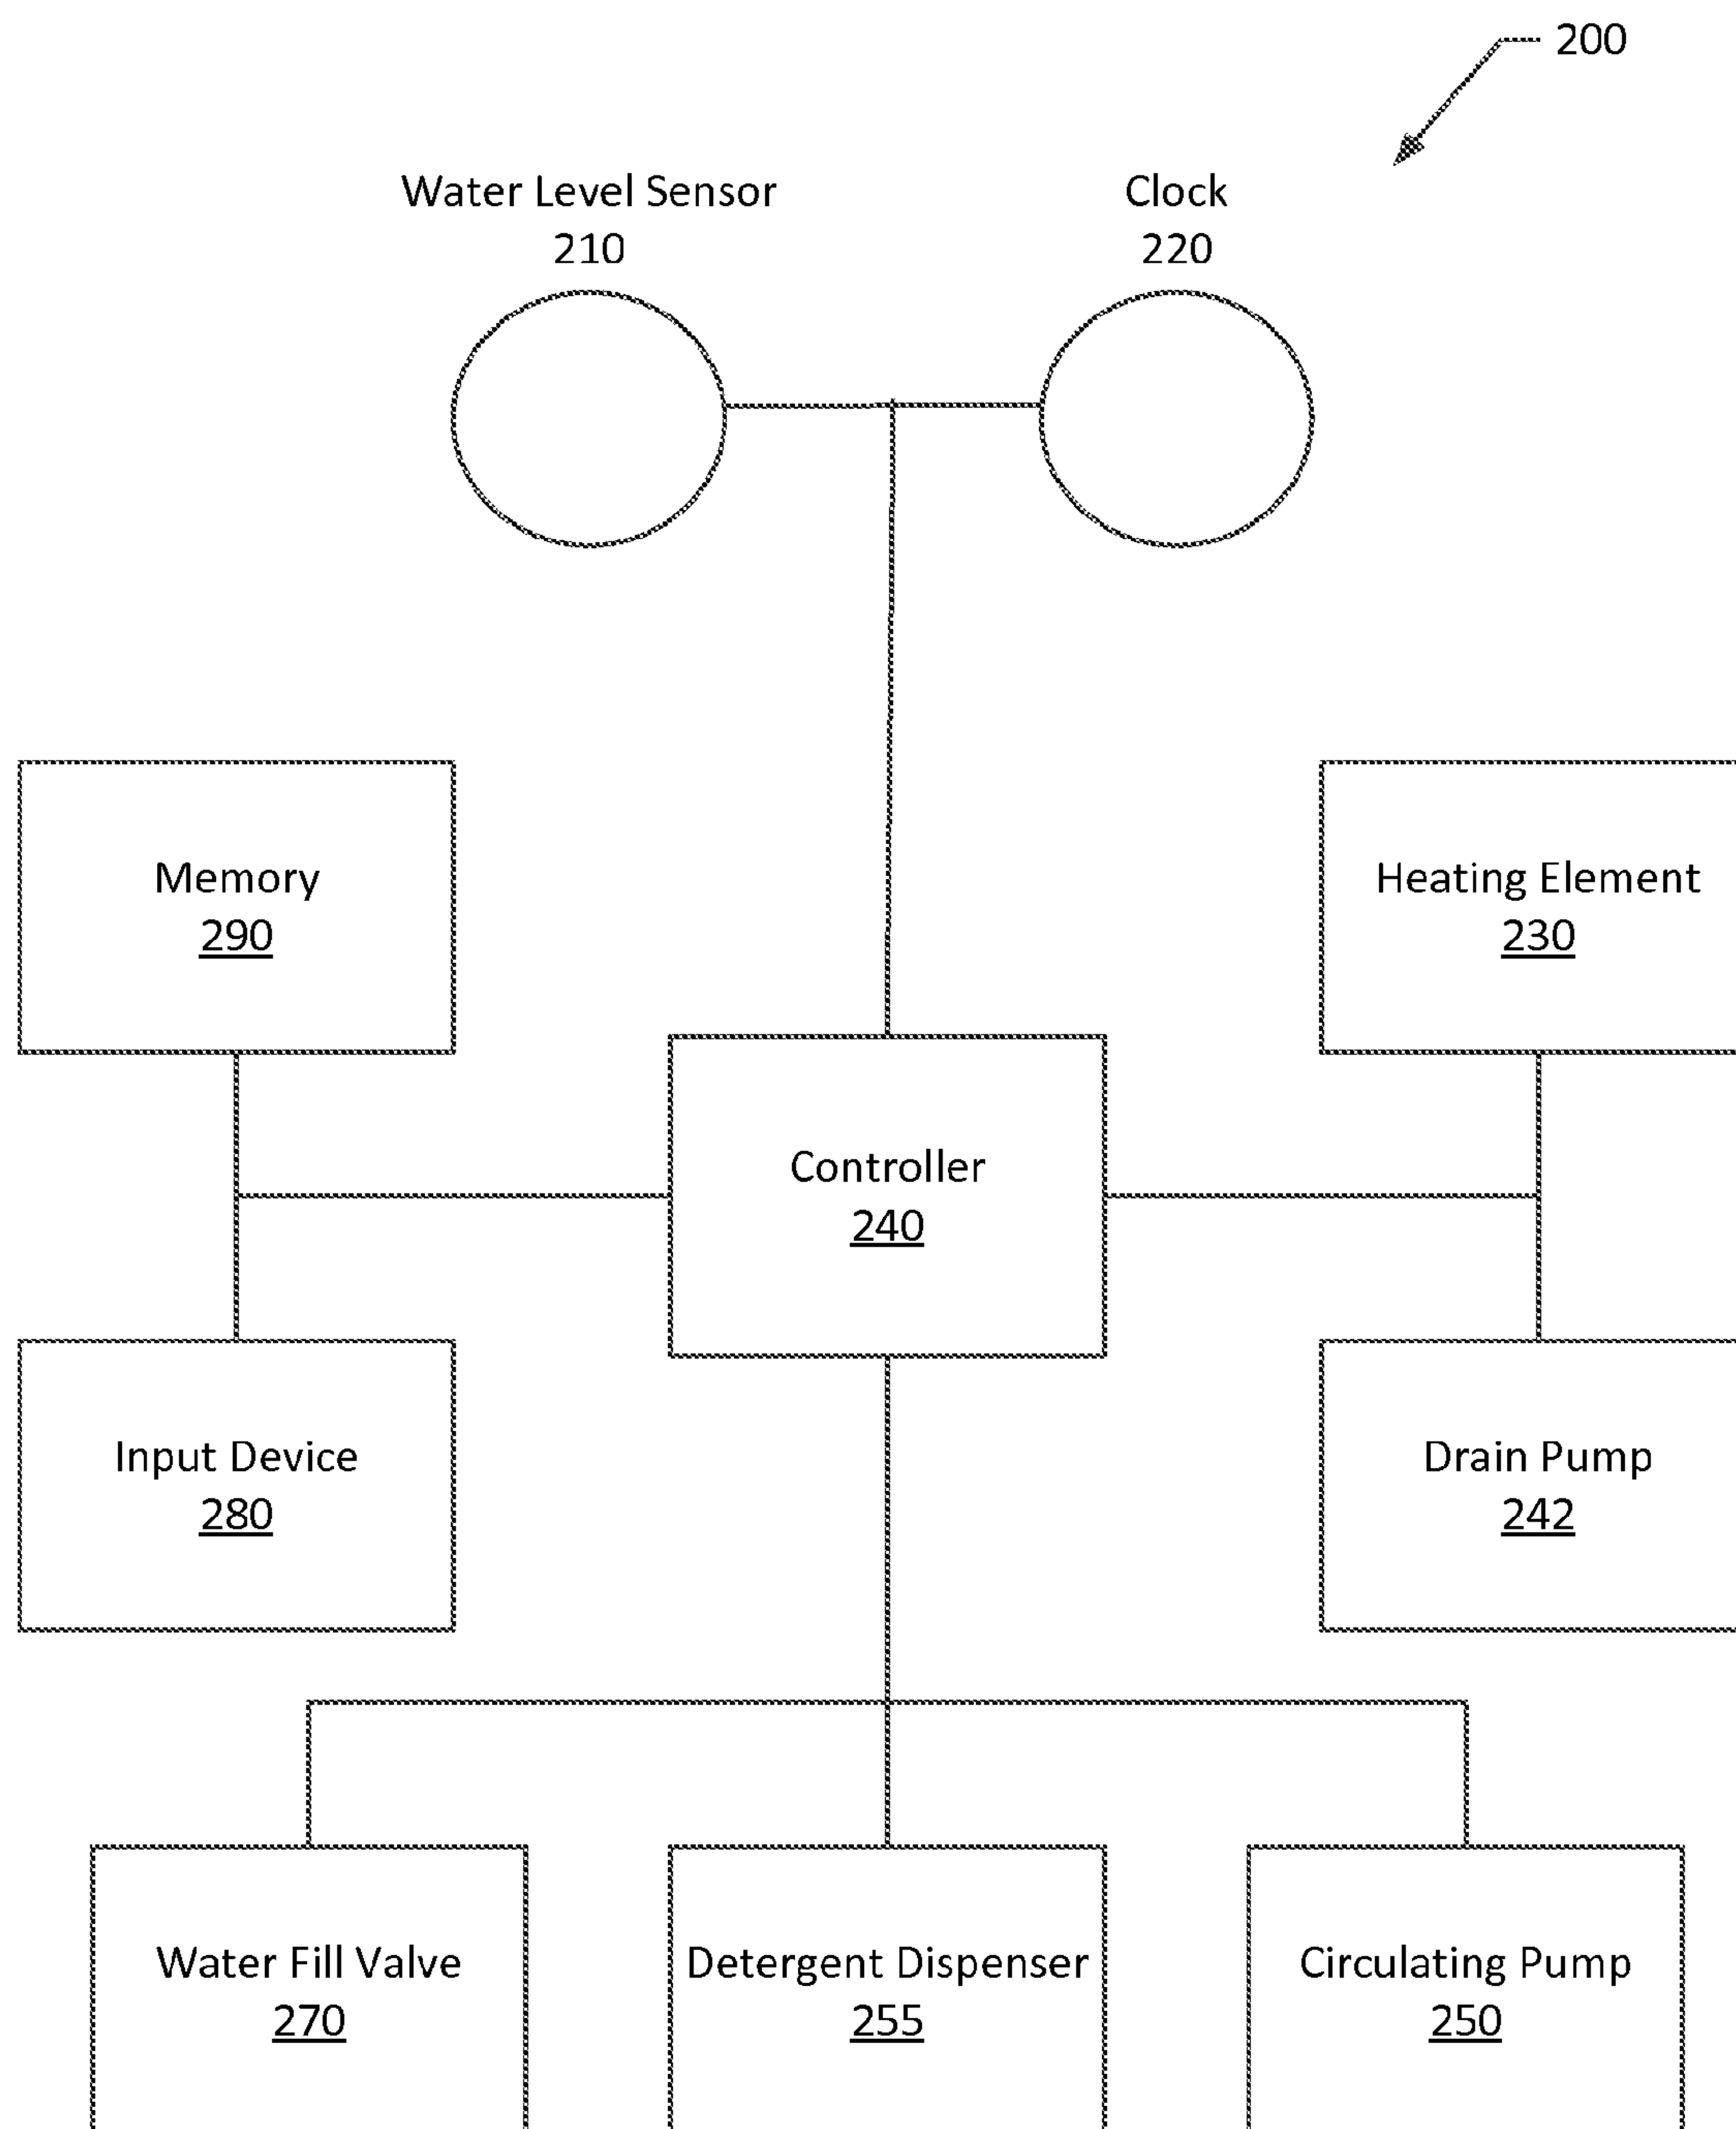 200
Water Level Sensor
210
Clock
220
Memory
290
Heating Element
230
Controller
240
Input Device
280
Drain Pump
242
Water Fill Valve
270
Detergent Dispenser
255
Circulating Pump
250